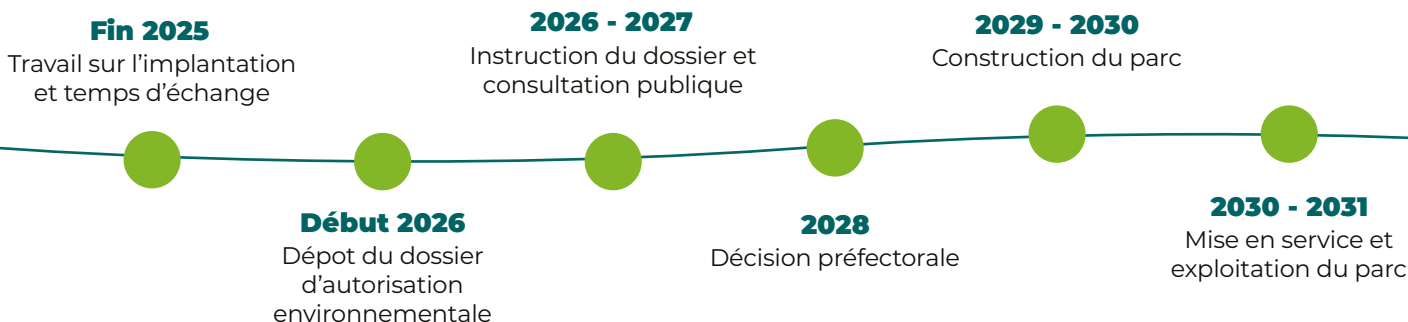 Fin 2025
Travail sur l’implantation
et temps d’échange
Début 2026
Dépot du dossier
d’autorisation
environnementale
2026 - 2027
Instruction du dossier et
consultation publique
2028
Décision préfectorale
2029 - 2030
Construction du parc
2030 - 2031
Mise en service et
exploitation du parc